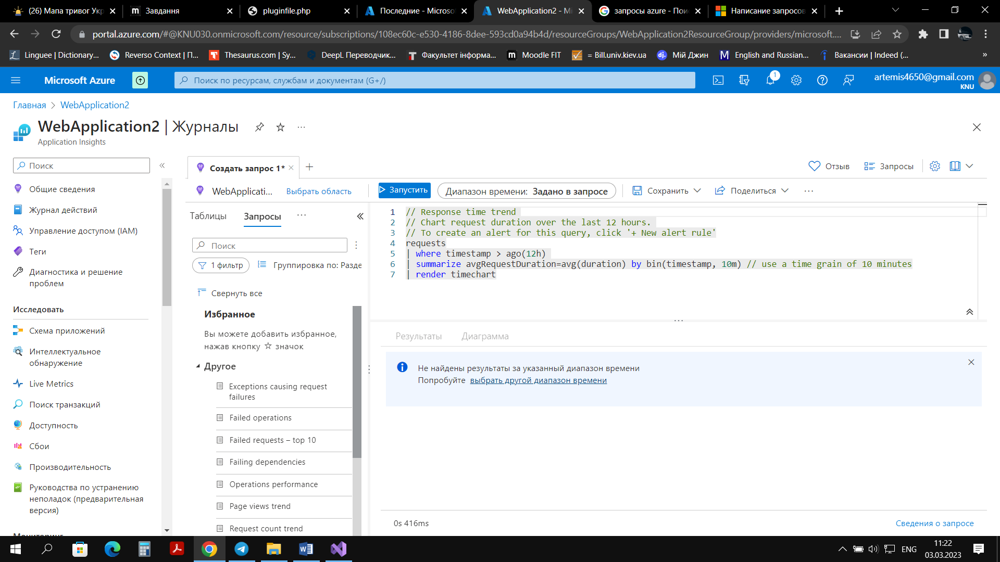 (26) Мапа тривог Укр
Завдання
pluginfile.php
Последние - Microso
WebApplication2 - Mi
запросы azure - Пои
Написание запросов
portal.azure.com/#@KNU030.onmicrosoft.com/resource/subscriptions/108ec60c-e530-4186-8dee-593cd0a94b4d/resourceGroups/WebApplication2ResourceGroup/providers/microsoft....
Linguee | Dictionary...
Reverso Context | П...
Thesaurus.com | Sy...
DeepL Переводчик...
Факультет інформа...
Moodle FIT
= Bill.univ.kiev.ua
Мій Джин
English and Russian...
Вакансии | Indeed (...
»
Microsoft Azure
Поиск по ресурсам, службам и документам (G+/)
1
artemis4650@gmail.com
KNU
Главная > WebApplication2
WebApplication2 | Журналы
Application Insights
Поиск
Общие сведения
Журнал действий
Управление доступом (IAM)
Теги
Диагностика и решение
проблем
Исследовать
Схема приложений
Интеллектуальное
обнаружение
Live Metrics
Поиск транзакций
Доступность
Сбои
Производительность
Руководства по устранению
неполадок (предварительная
версия)
Мониторинг
Создать запрос 1*
Отзыв
Запросы
WebApplicati...
Выбрать область
Запустить
Диапазон времени: Задано в запросе
Сохранить
Поделиться
Таблицы
Запросы
Поиск
1 фильтр
Группировка по: Разде
Свернуть все
Избранное
Вы можете добавить избранное,
нажав кнопку ☆ значок
Другое
Exceptions causing request
failures
Failed operations
Failed requests – top 10
Failing dependencies
Operations performance
Page views trend
Request count trend
1 // Response time trend
2 // Chart request duration over the last 12 hours.
3 // To create an alert for this query, click '+ New alert rule'
4 requests
5 | where timestamp > ago(12h)
6 | summarize avgRequestDuration=avg(duration) by bin(timestamp, 10m) // use a time grain of 10 minutes
7 | render timechart
Результаты
Диаграмма
Не найдены результаты за указанный диапазон времени
Попробуйте выбрать другой диапазон времени
0s 416ms
Сведения о запросе
ENG
11:22
03.03.2023